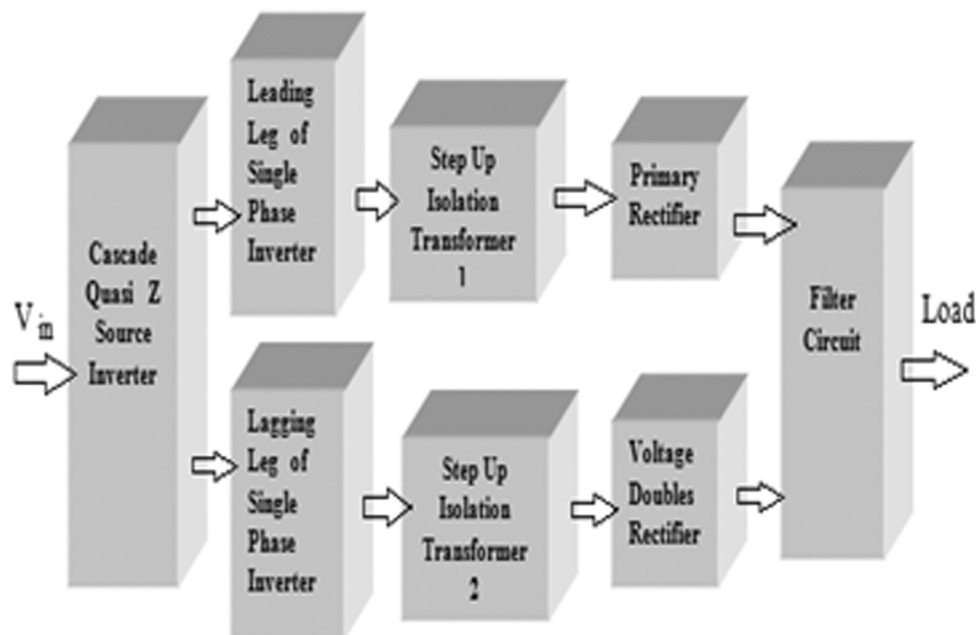 V in
Cascade
Quasi Z
Source
Inverter
Leading
Leg of
Single
Phase
Inverter
Step Up
Isolation
Transformer
1
Primary
Rectifier
Lagging
Leg of
Single
Phase
Inverter
Step Up
Isolation
Transformer
2
Voltage
Doubles
Rectifier
Filter
Circuit
Load